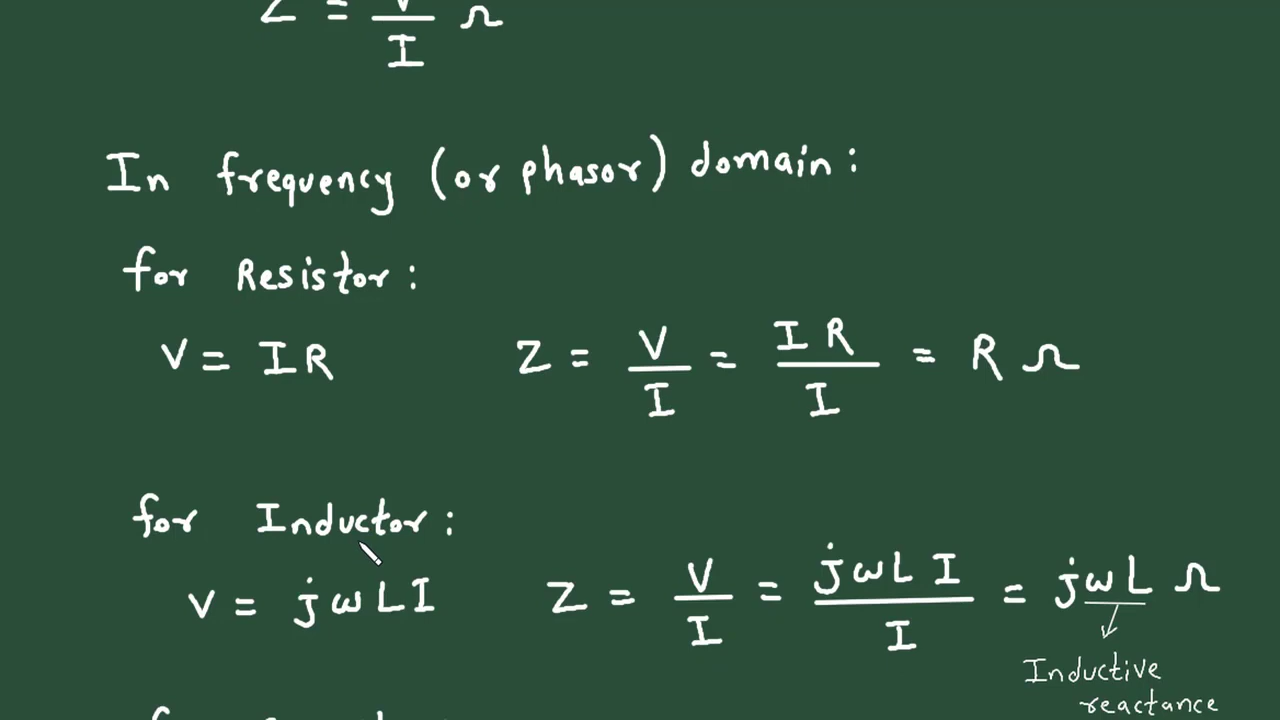 Z = V/I Ω
In frequency (or phasor) domain:
for Resistor:
V = IR Z = V/I = IR/I = R Ω
for Inductor:
V = jωLI Z = V/I = jωLI/I = jωL Ω
Inductive
reactance